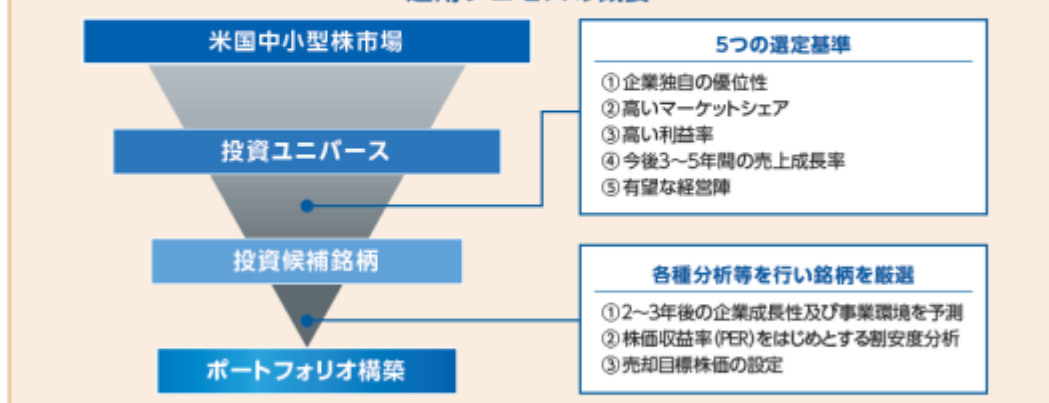 米国中小型株市場
5つの選定基準
①企業独自の優位性
②高いマーケットシェア
③高い利益率
④今後3～5年間の売上成長率
⑤有望な経営陣
投資ユニバース
投資候補銘柄
各種分析等を行い銘柄を厳選
①2～3年後の企業成長性及び事業環境を予測
②株価収益率(PER)をはじめとする割安度分析
③売却目標株価の設定
ポートフォリオ構築